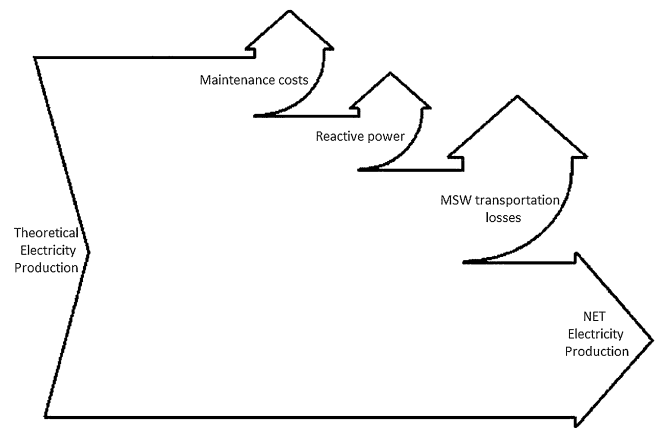 Maintenance costs
Reactive power
MSW transportation
losses
Theoretical
Electricity
Production
NET
Electricity
Production